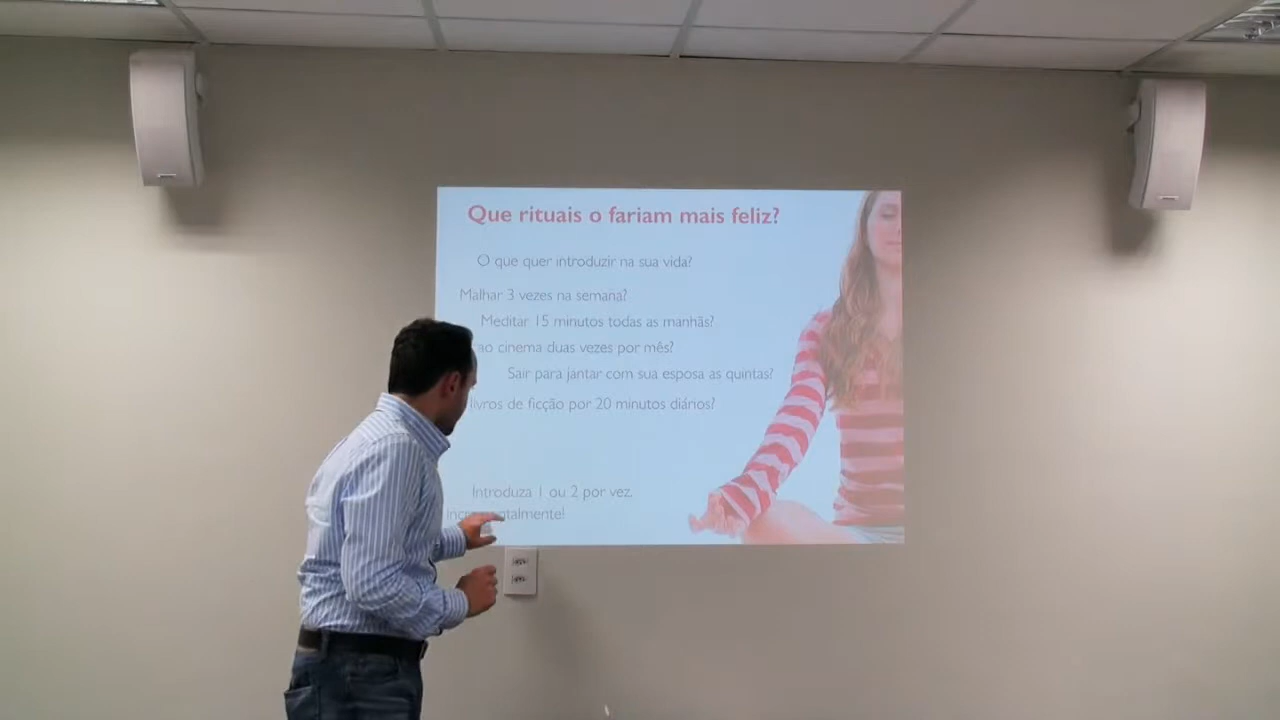 Que rituais o fariam mais feliz?
O que quer introduzir na sua vida?
Malhar 3 vezes na semana?
Meditar 15 minutos todas as manhãs?
ao cinema duas vezes por mês?
Sair para jantar com sua esposa as quintas?
livros de ficção por 20 minutos diários?
Introduza 1 ou 2 por vez.